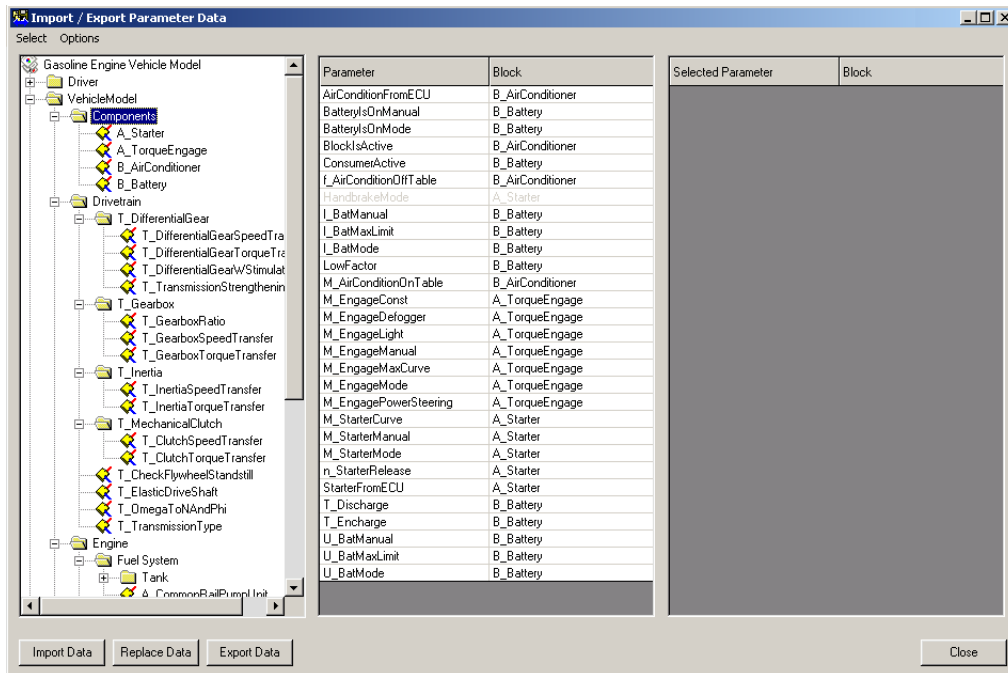 Import / Export Parameter Data
Select Options
Gasoline Engine Vehicle Model
Driver
VehicleModel
Components
A_Starter
A_TorqueEngage
B_AirConditioner
B_Battery
Drivetrain
T_DifferentialGear
T_DifferentialGearSpeedTra
T_DifferentialGearTorqueTra
T_DifferentialGearWStimulat
T_TransmissionStrengthenin
T_Gearbox
T_GearboxRatio
T_GearboxSpeedTransfer
T_GearboxTorqueTransfer
T_Inertia
T_InertiaSpeedTransfer
T_InertiaTorqueTransfer
T_MechanicalClutch
T_ClutchSpeedTransfer
T_ClutchTorqueTransfer
T_CheckFlywheelStandstill
T_ElasticDriveShaft
T_OmegaToNAndPhi
T_TransmissionType
Engine
Fuel System
Tank
A_CommonRailPumpUnit
Parameter Block
AirConditionFromECU B_AirConditioner
BatteryIsOnManual B_Battery
BatteryIsOnMode B_Battery
BlockIsActive B_AirConditioner
ConsumerActive B_Battery
f_AirConditionOffTable B_AirConditioner
HandbrakeMode A_Starter
I_BatManual B_Battery
I_BatMaxLimit B_Battery
I_BatMode B_Battery
LowFactor B_Battery
M_AirConditionOnTable B_AirConditioner
M_EngageConst A_TorqueEngage
M_EngageDefogger A_TorqueEngage
M_EngageLight A_TorqueEngage
M_EngageManual A_TorqueEngage
M_EngageMaxCurve A_TorqueEngage
M_EngageMode A_TorqueEngage
M_EngagePowerSteering A_TorqueEngage
M_StarterCurve A_Starter
M_StarterManual A_Starter
M_StarterMode A_Starter
n_StarterRelease A_Starter
StarterFromECU A_Starter
T_Discharge B_Battery
T_Encharge B_Battery
U_BatManual B_Battery
U_BatMaxLimit B_Battery
U_BatMode B_Battery
Selected Parameter Block
Import Data Replace Data Export Data Close